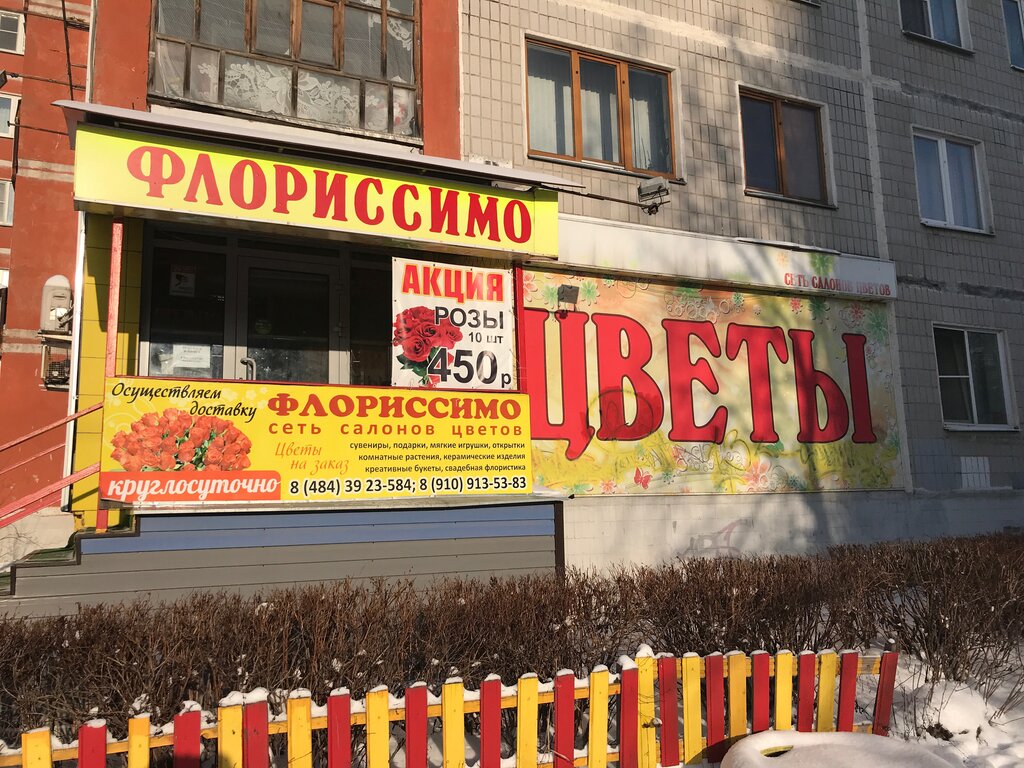 ФЛОРИССИМО
СЕТЬ САЛОНОВ ЦВЕТОВ
АКЦИЯ
РОЗЫ
10 шт
450р
ЦВЕТЫ
Осуществляем
доставку
ФЛОРИССИМО
сеть салонов цветов
Цветы
на заказ
сувениры, подарки, мягкие игрушки, открытки
комнатные растения, керамические изделия
креативные букеты, свадебная флористика
круглосуточно
8 (484) 39 23-584; 8 (910) 913-53-83